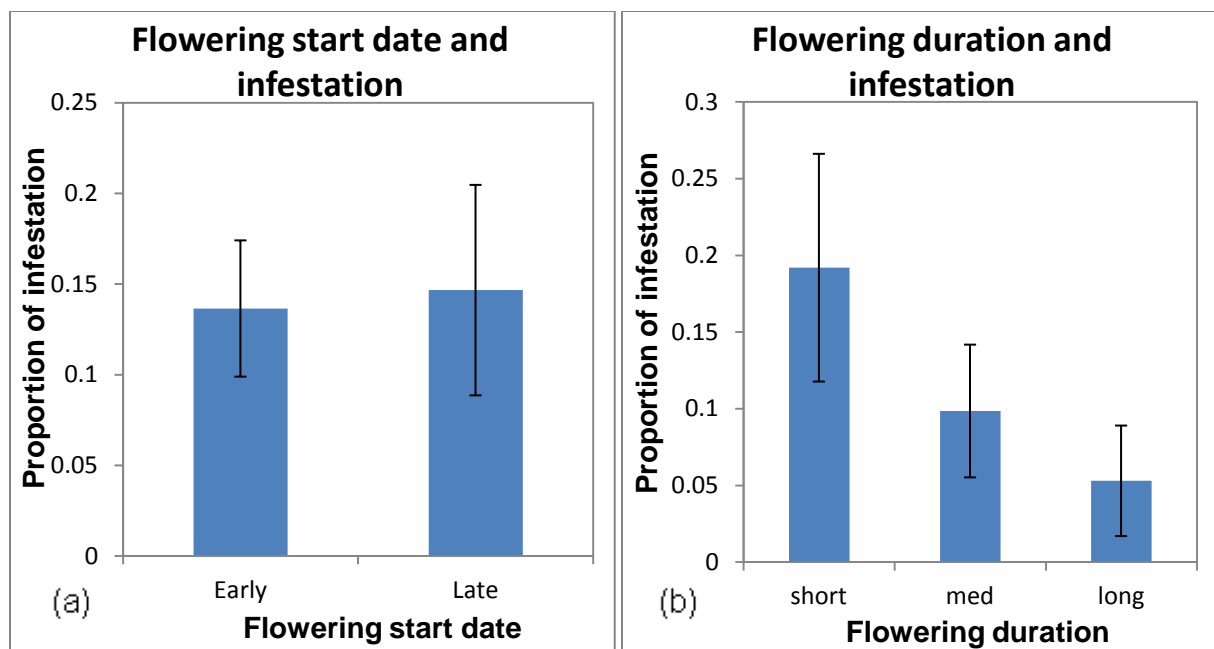 Flowering start date and
infestation
Proportion of infestation
0.25
0.2
0.15
0.1
0.05
0
Early Late
(a)
Flowering start date
Flowering duration and
infestation
Proportion of infestation
0.3
0.25
0.2
0.15
0.1
0.05
0
short med long
(b)
Flowering duration